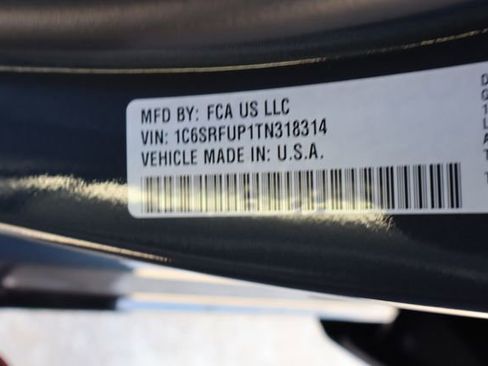 MFD BY: FCA US LLC
VIN: 1C6SRFUP1TN318314
VEHICLE MADE IN: U.S.A.